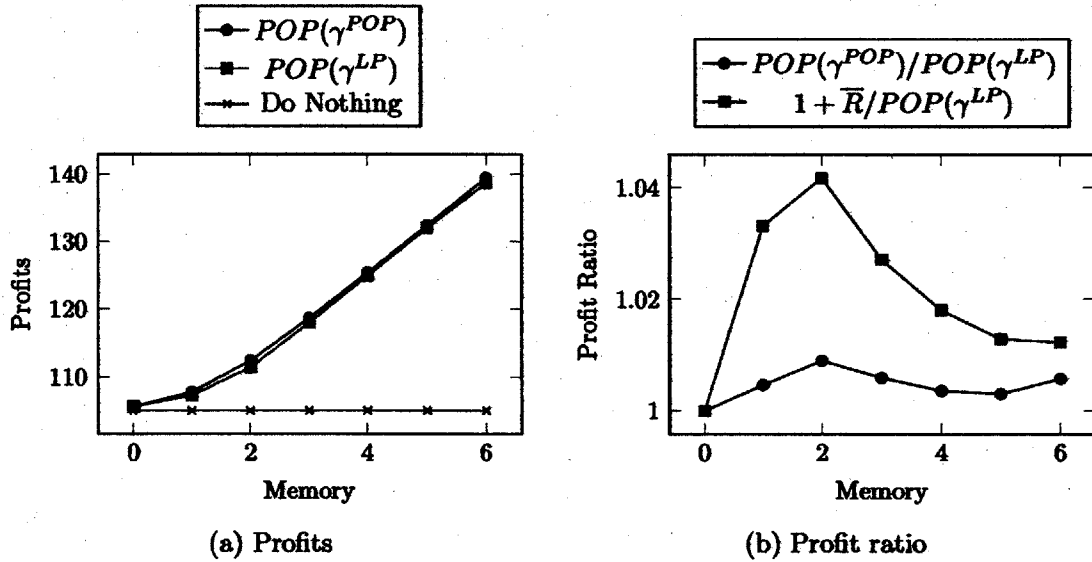 POP(γ^{POP})
POP(γ^{LP})
Do Nothing
Profits
140
130
120
110
0 2 4 6
Memory
(a) Profits
POP(γ^{POP})/POP(γ^{LP})
1 + R̅/POP(γ^{LP})
Profit Ratio
1.04
1.02
1
0 2 4 6
Memory
(b) Profit ratio